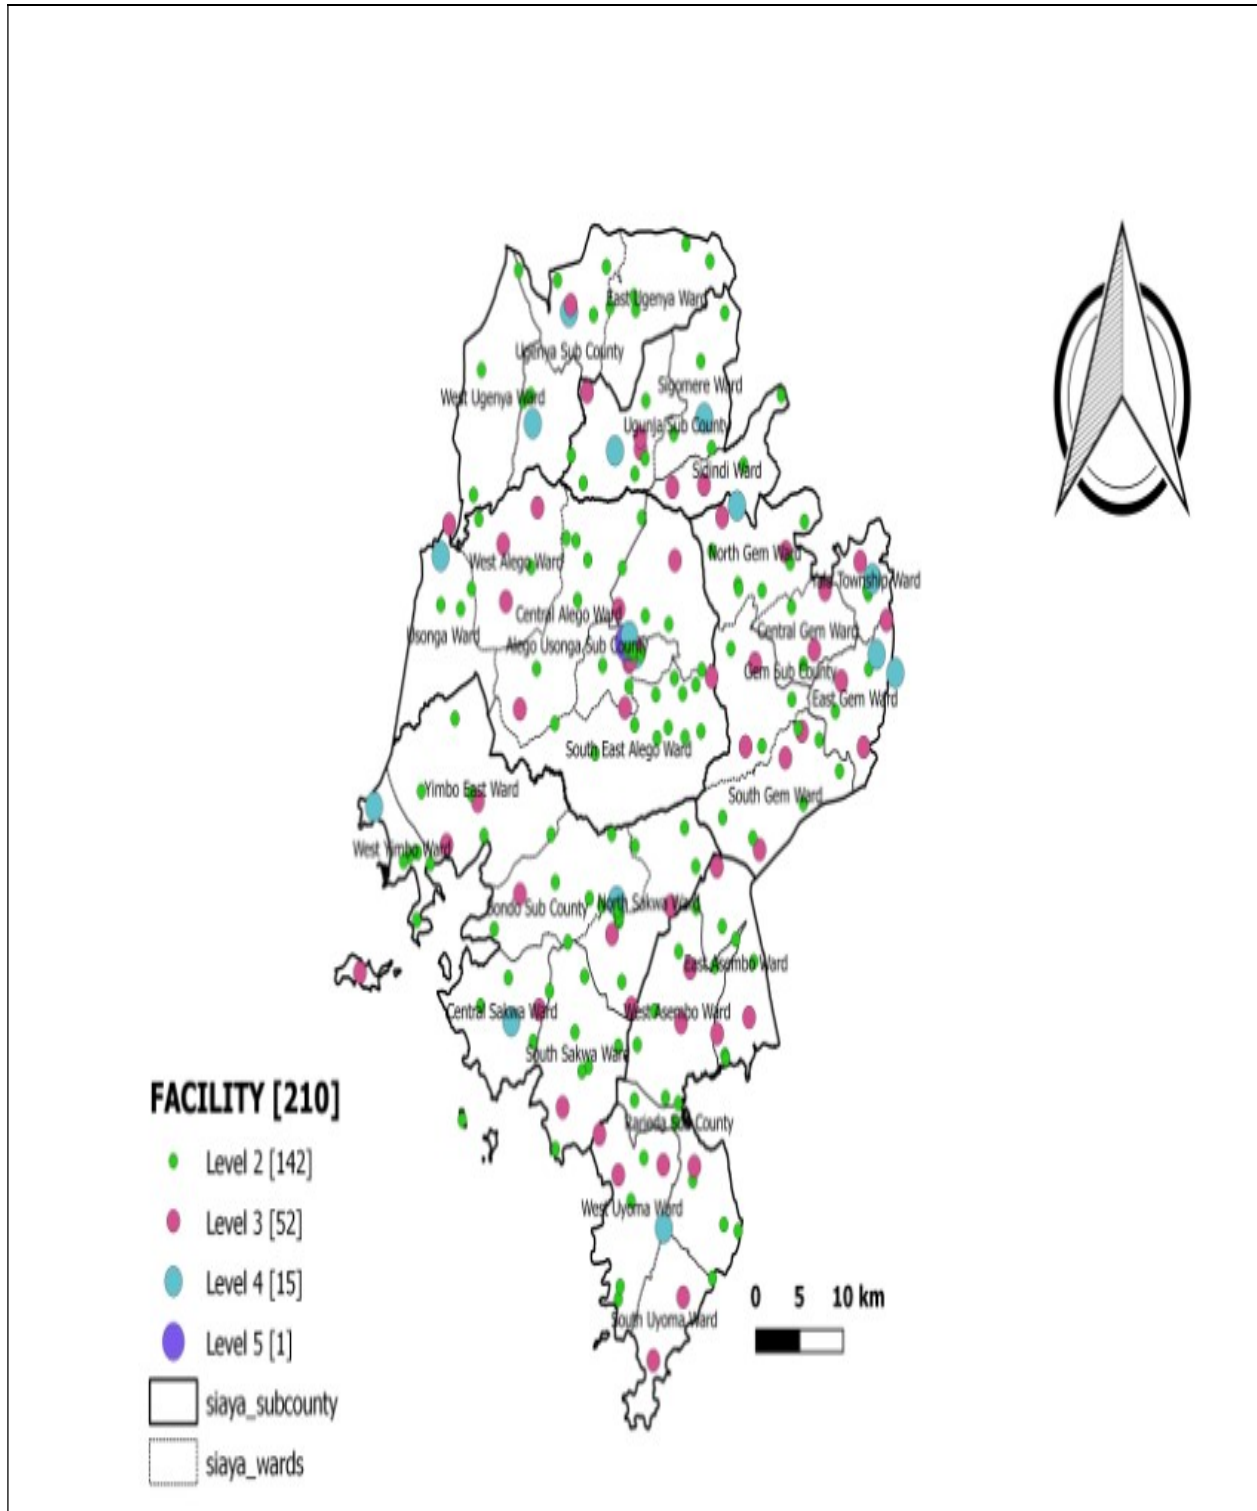 East Ugenya Ward
Ugenya Sub County
Sigomere Ward
West Ugenya Ward
Ugunja Sub County
Sidindi Ward
North Gem Ward
West Alego Ward
Yala Township Ward
Central Alego Ward
Central Gem Ward
Usonga Ward
Alego Usonga Sub County
Gem Sub County
East Gem Ward
South East Alego Ward
Yimbo East Ward
South Gem Ward
West Yimbo Ward
Bondo Sub County
North Sakwa Ward
East Asembo Ward
Central Sakwa Ward
West Asembo Ward
South Sakwa Ward
Rarieda Sub County
West Uyoma Ward
South Uyoma Ward
FACILITY [210]
Level 2 [142]
Level 3 [52]
Level 4 [15]
Level 5 [1]
siaya_subcounty
siaya_wards
0 5 10 km